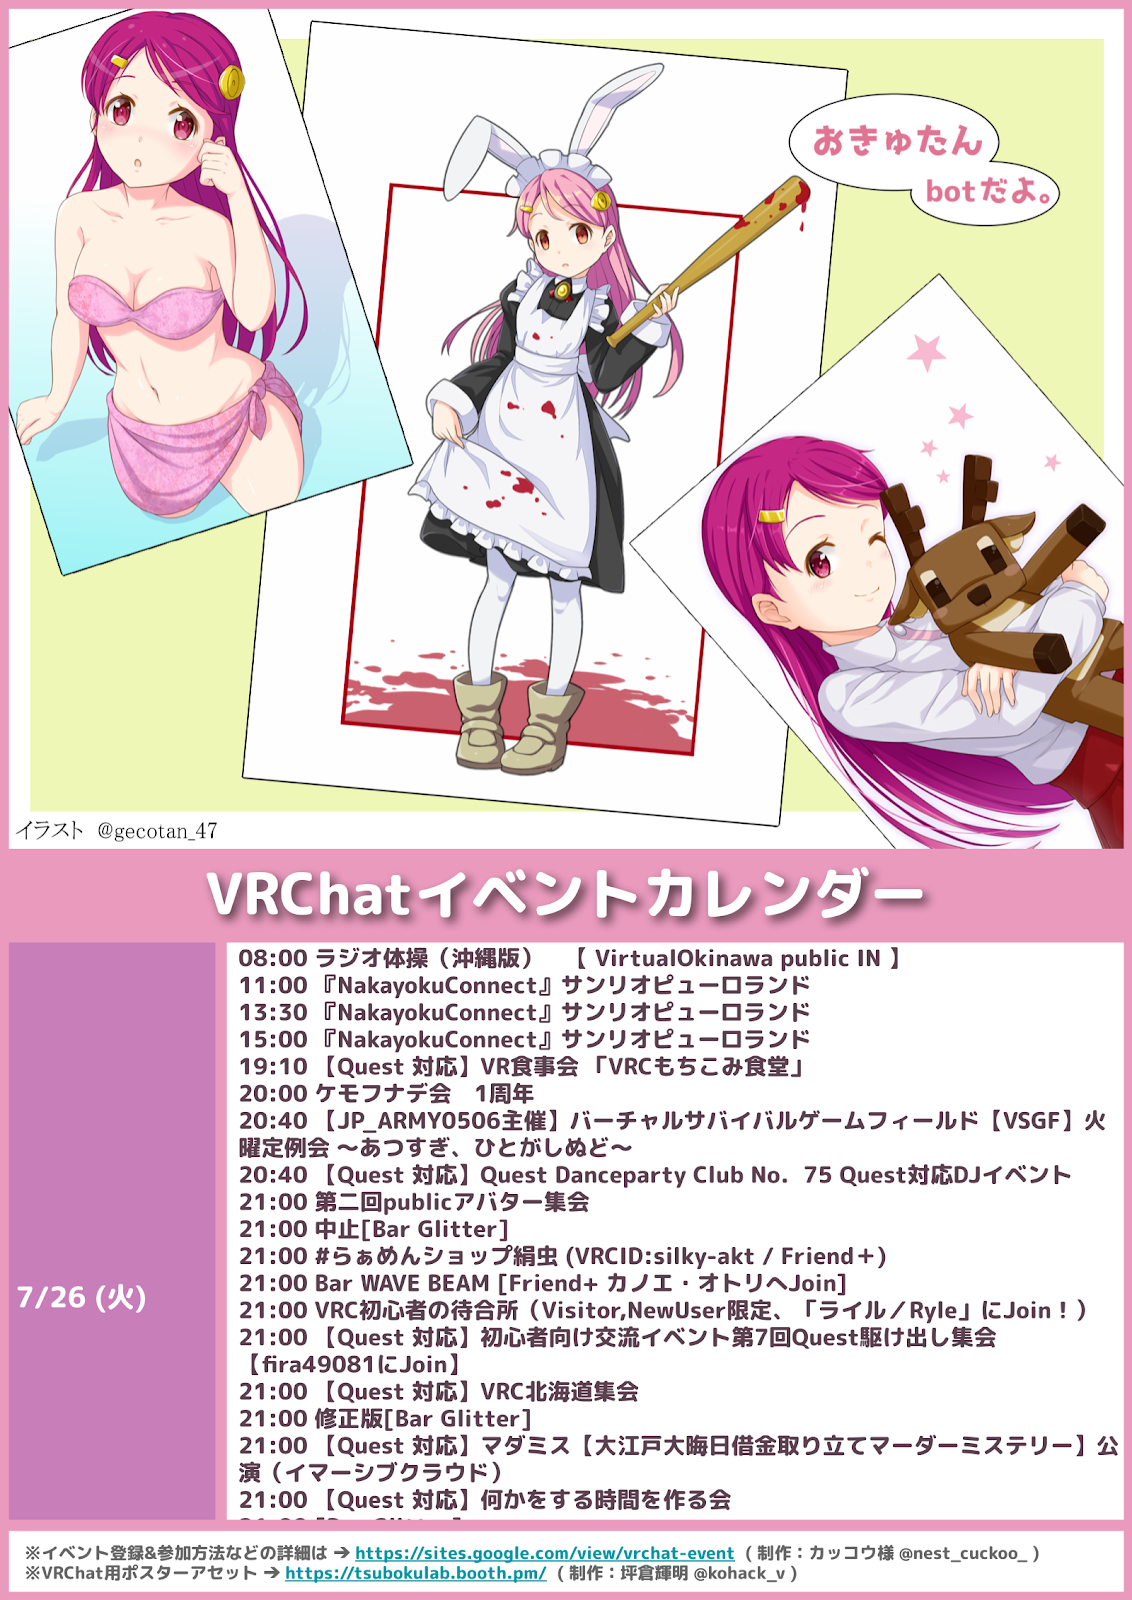 おきゅたん
botだよ。
イラスト @gecotan_47
VRChatイベントカレンダー
7/26 (火)
08:00 ラジオ体操（沖縄版） 【 VirtualOkinawa public IN 】
11:00 『NakayokuConnect』サンリオピューロランド
13:30 『NakayokuConnect』サンリオピューロランド
15:00 『NakayokuConnect』サンリオピューロランド
19:10 【Quest 対応】VR食事会 「VRCもちこみ食堂」
20:00 ケモフナデ会　1周年
20:40 【JP_ARMY0506主催】バーチャルサバイバルゲームフィールド【VSGF】火
曜定例会 ～あつすぎ、ひとがしぬど～
20:40 【Quest 対応】Quest Danceparty Club No. 75 Quest対応DJイベント
21:00 第二回publicアバター集会
21:00 中止[Bar Glitter]
21:00 #らぁめんショップ絹虫 (VRCID:silky-akt / Friend＋)
21:00 Bar WAVE BEAM [Friend+ カノエ・オトリへJoin]
21:00 VRC初心者の待合所（Visitor,NewUser限定、「ライル／Ryle」にJoin！）
21:00 【Quest 対応】初心者向け交流イベント第7回Quest駆け出し集会
【fira49081にJoin】
21:00 【Quest 対応】VRC北海道集会
21:00 修正版[Bar Glitter]
21:00 【Quest 対応】マダミス【大江戸大晦日借金取り立てマーダーミステリー】公
演（イマーシブクラウド）
21:00 【Quest 対応】何かをする時間を作る会
※イベント登録&参加方法などの詳細は ➔ https://sites.google.com/view/vrchat-event ( 制作：カッコウ様 @nest_cuckoo_ )
※VRChat用ポスターアセット ➔ https://tsubokulab.booth.pm/ ( 制作：坪倉輝明 @kohack_v )